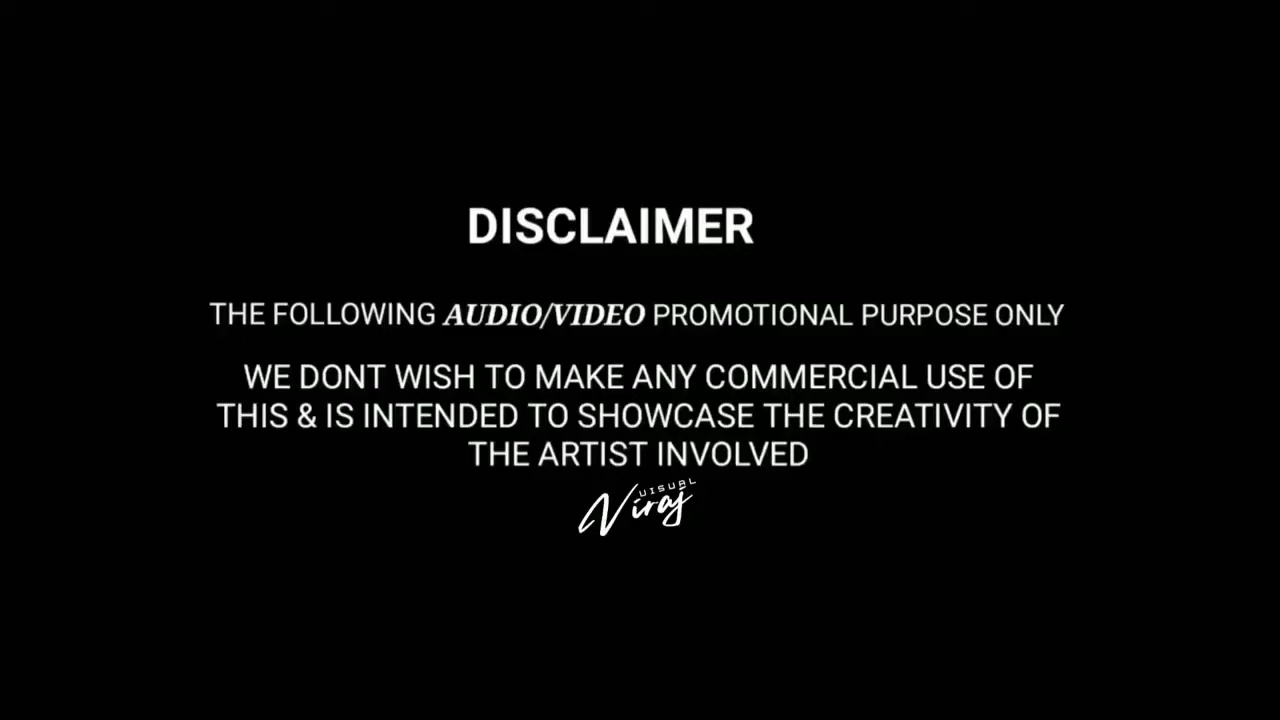 DISCLAIMER
THE FOLLOWING AUDIO/VIDEO PROMOTIONAL PURPOSE ONLY
WE DONT WISH TO MAKE ANY COMMERCIAL USE OF
THIS & IS INTENDED TO SHOWCASE THE CREATIVITY OF
THE ARTIST INVOLVED
VISUAL
Niraj